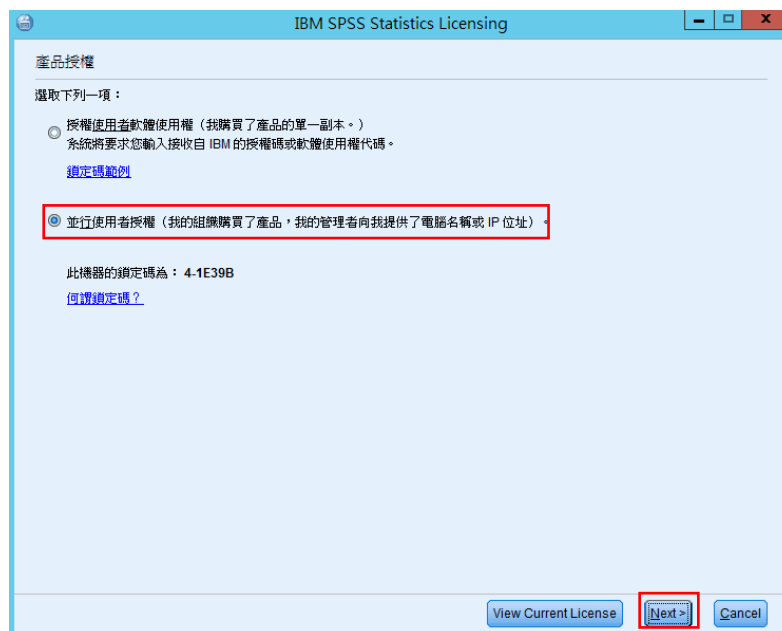 IBM SPSS Statistics Licensing
產品授權
選取下列一項：
授權使用者軟體使用權（我購買了產品的單一副本。）
系統將要求您輸入接收自 IBM 的授權碼或軟體使用權代碼。
鎖定碼範例
並行使用者授權（我的組織購買了產品，我的管理者向我提供了電腦名稱或 IP 位址）。
此機器的鎖定碼為： 4-1E39B
何謂鎖定碼？
View Current License Next > Cancel